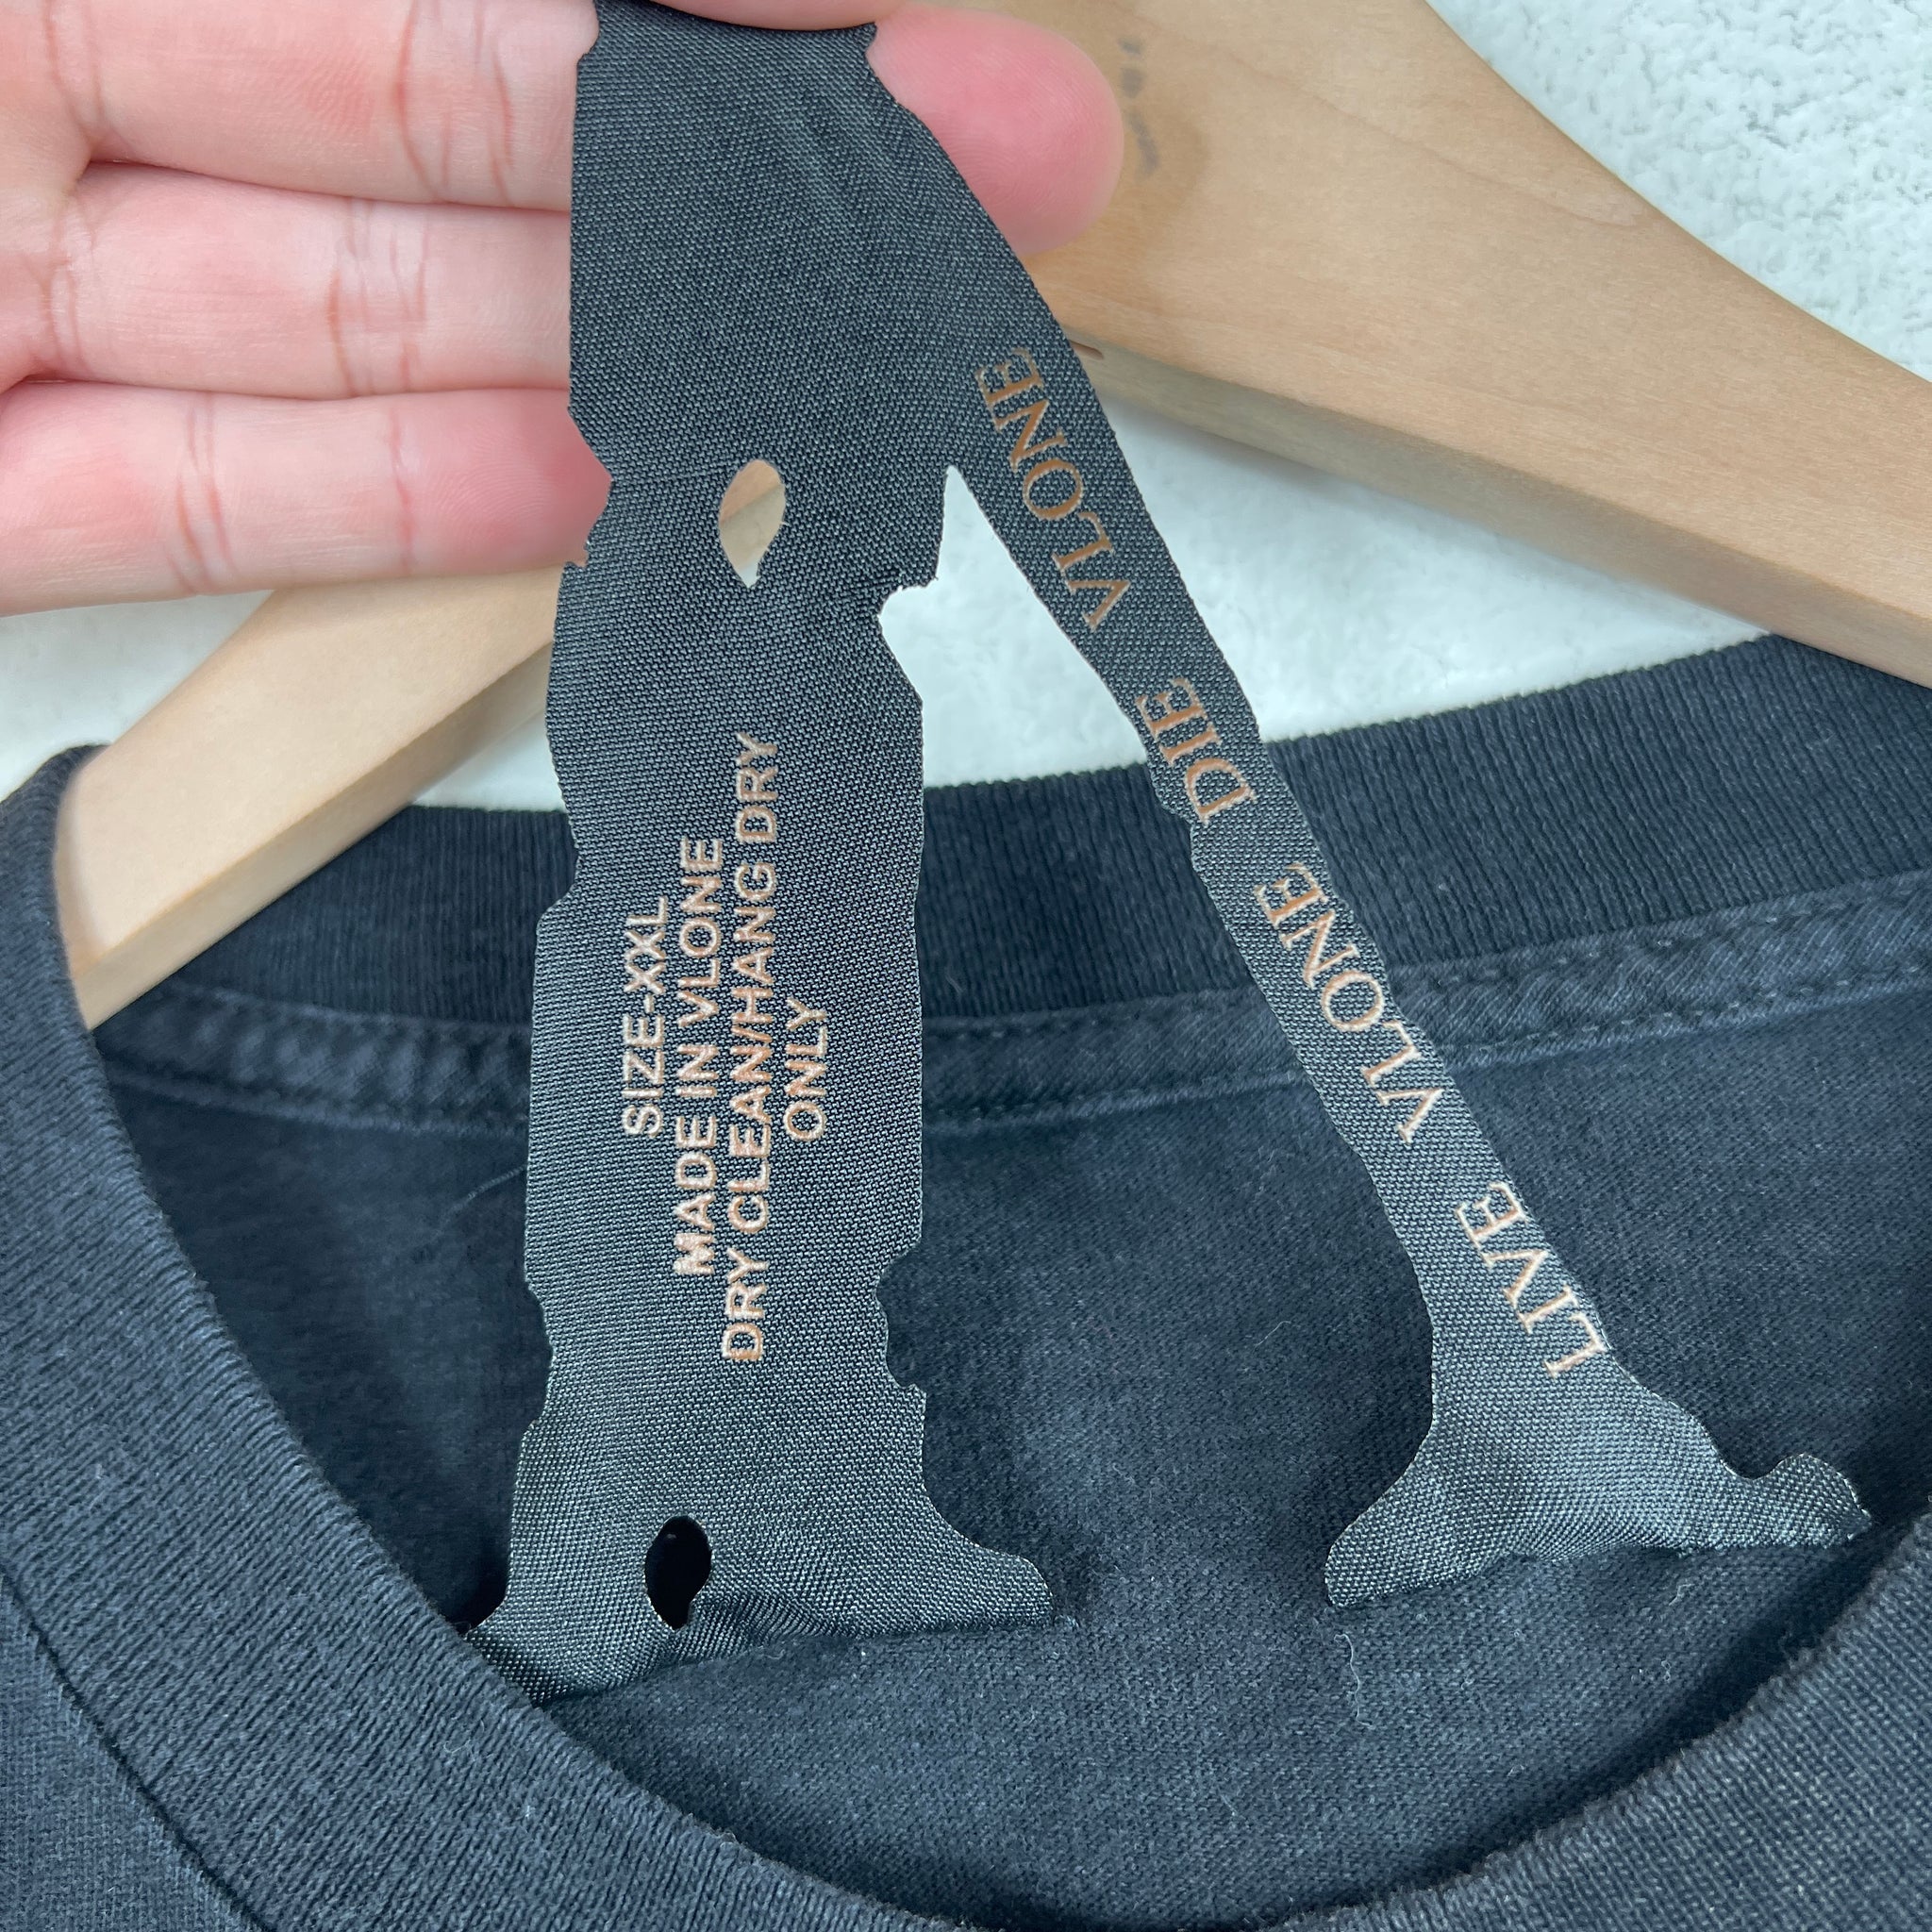 SIZE-XXL
MADE IN VLONE
DRY CLEAN/HANG DRY
ONLY
LIVE VLONE DIE VLONE